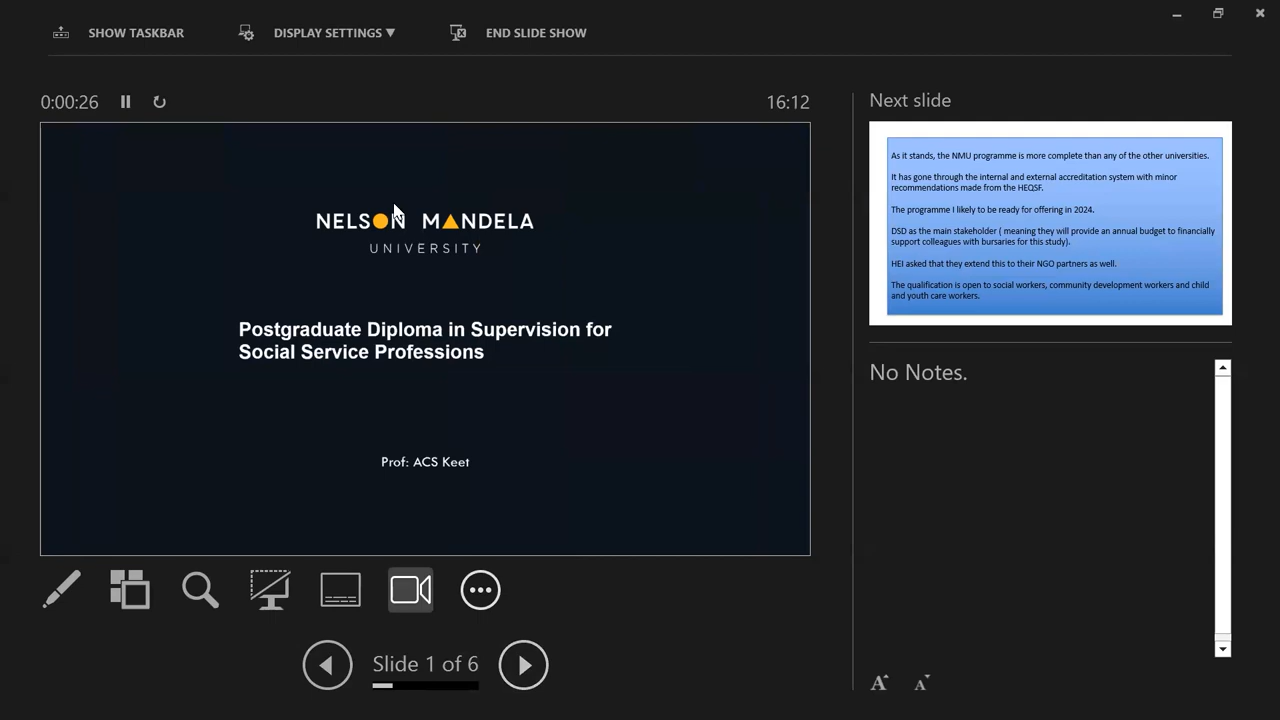 SHOW TASKBAR
DISPLAY SETTINGS ▼
END SLIDE SHOW
0:00:26
16:12
NELSON MANDELA
UNIVERSITY
Postgraduate Diploma in Supervision for
Social Service Professions
Prof: ACS Keet
Slide 1 of 6
Next slide
As it stands, the NMU programme is more complete than any of the other universities.
It has gone through the internal and external accreditation system with minor
recommendations made from the HEQSF.
The programme I likely to be ready for offering in 2024.
DSD as the main stakeholder ( meaning they will provide an annual budget to financially
support colleagues with bursaries for this study).
HEI asked that they extend this to their NGO partners as well.
The qualification is open to social workers, community development workers and child
and youth care workers.
No Notes.
A A